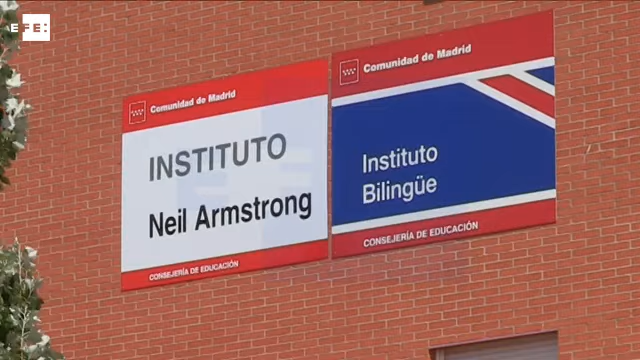 EFE:
Comunidad de Madrid
INSTITUTO
Neil Armstrong
CONSEJERÍA DE EDUCACIÓN
Comunidad de Madrid
Instituto
Bilingüe
CONSEJERÍA DE EDUCACIÓN